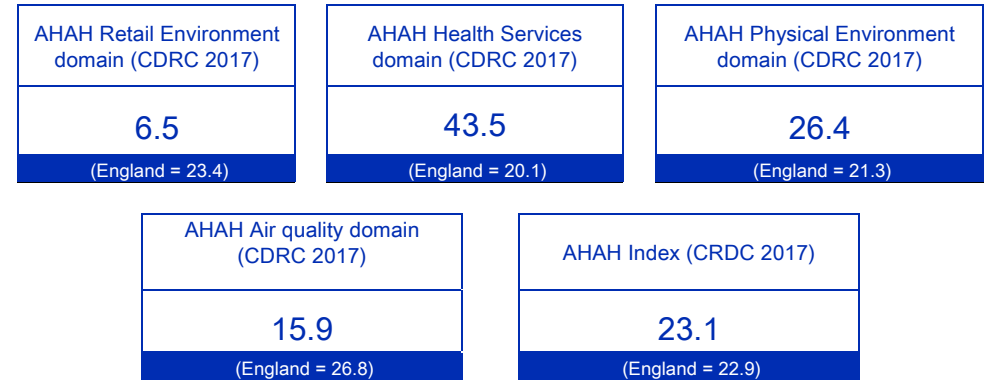 AHAH Retail Environment
domain (CDRC 2017)
6.5
(England = 23.4)
AHAH Health Services
domain (CDRC 2017)
43.5
(England = 20.1)
AHAH Physical Environment
domain (CDRC 2017)
26.4
(England = 21.3)
AHAH Air quality domain
(CDRC 2017)
15.9
(England = 26.8)
AHAH Index (CRDC 2017)
23.1
(England = 22.9)